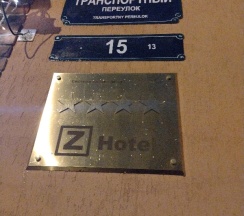 ТРАНСПОРТНЫЙ
ПЕРЕУЛОК
TRANSPORTNY PEREULOK
15 13
Z Hotel